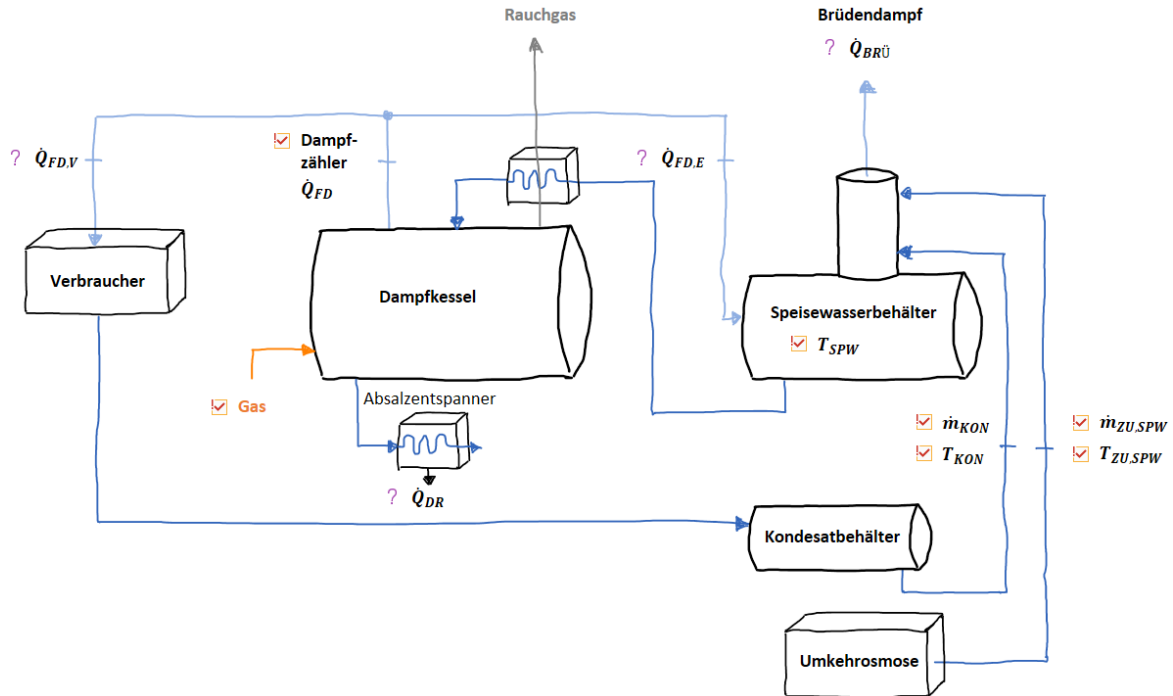 Rauchgas
Brüdendampf
? Q̇BRÜ
? Q̇FD,V
Dampf-
zähler
Q̇FD
? Q̇FD,E
Verbraucher
Dampfkessel
Speisewasserbehälter
TSPW
Gas
Absalzentspanner
? Q̇DR
ṁKON
TKON
ṁZU,SPW
TZU,SPW
Kondesatbehälter
Umkehrosmose